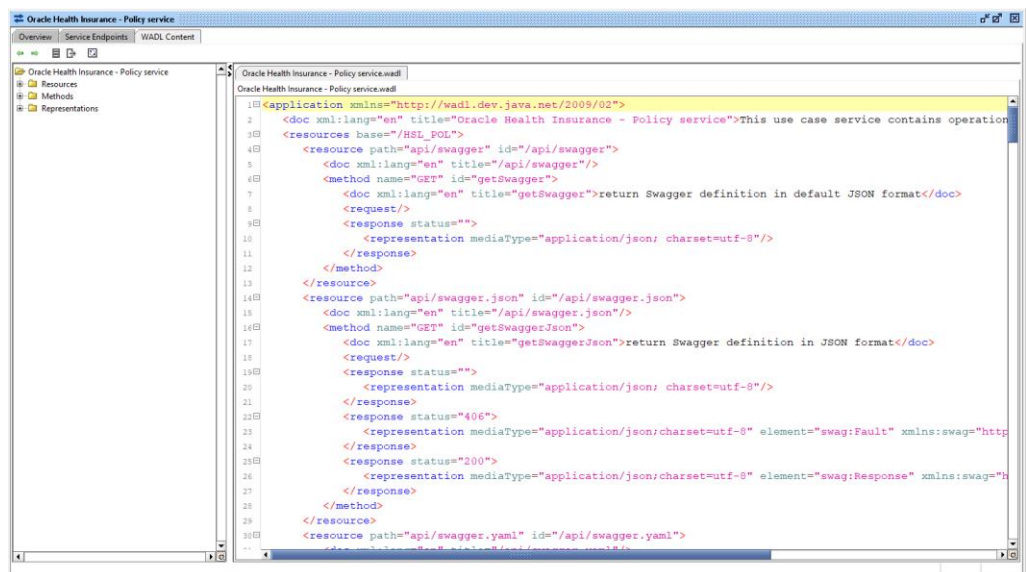 Oracle Health Insurance - Policy service
Overview Service Endpoints WADL Content
Oracle Health Insurance - Policy service
Resources
Methods
Representations
Oracle Health Insurance - Policy service.wadl
Oracle Health Insurance - Policy service.wadl
1 <application xmlns="http://wadl.dev.java.net/2009/02">
2 <doc xml:lang="en" title="Oracle Health Insurance - Policy service">This use case service contains operation
3 <resources base="/HSL_POL">
4 <resource path="api/swagger" id="/api/swagger">
5 <doc xml:lang="en" title="/api/swagger"/>
6 <method name="GET" id="getSwagger">
7 <doc xml:lang="en" title="getSwagger">return Swagger definition in default JSON format</doc>
8 <request/>
9 <response status="">
10 <representation mediaType="application/json; charset=utf-8"/>
11 </response>
12 </method>
13 </resource>
14 <resource path="api/swagger.json" id="/api/swagger.json">
15 <doc xml:lang="en" title="/api/swagger.json"/>
16 <method name="GET" id="getSwaggerJson">
17 <doc xml:lang="en" title="getSwaggerJson">return Swagger definition in JSON format</doc>
18 <request/>
19 <response status="">
20 <representation mediaType="application/json; charset=utf-8"/>
21 </response>
22 <response status="406">
23 <representation mediaType="application/json;charset=utf-8" element="swag:Fault" xmlns:swag="http
24 </response>
25 <response status="200">
26 <representation mediaType="application/json;charset=utf-8" element="swag:Response" xmlns:swag="h
27 </response>
28 </method>
29 </resource>
30 <resource path="api/swagger.yaml" id="/api/swagger.yaml">